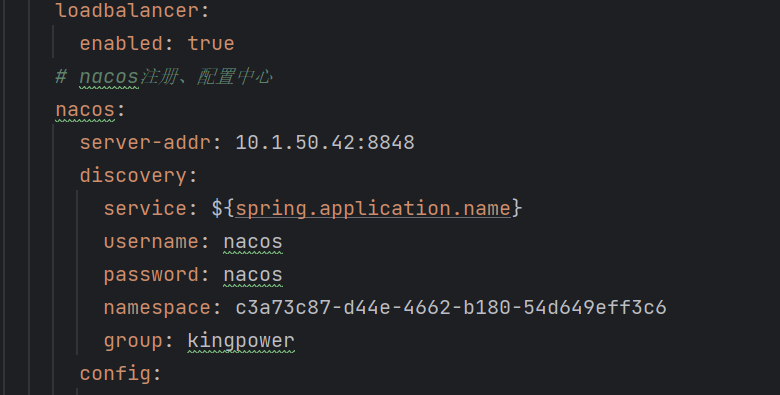 loadbalancer:
enabled: true
# nacos注册、配置中心
nacos:
server-addr: 10.1.50.42:8848
discovery:
service: ${spring.application.name}
username: nacos
password: nacos
namespace: c3a73c87-d44e-4662-b180-54d649eff3c6
group: kingpower
config: